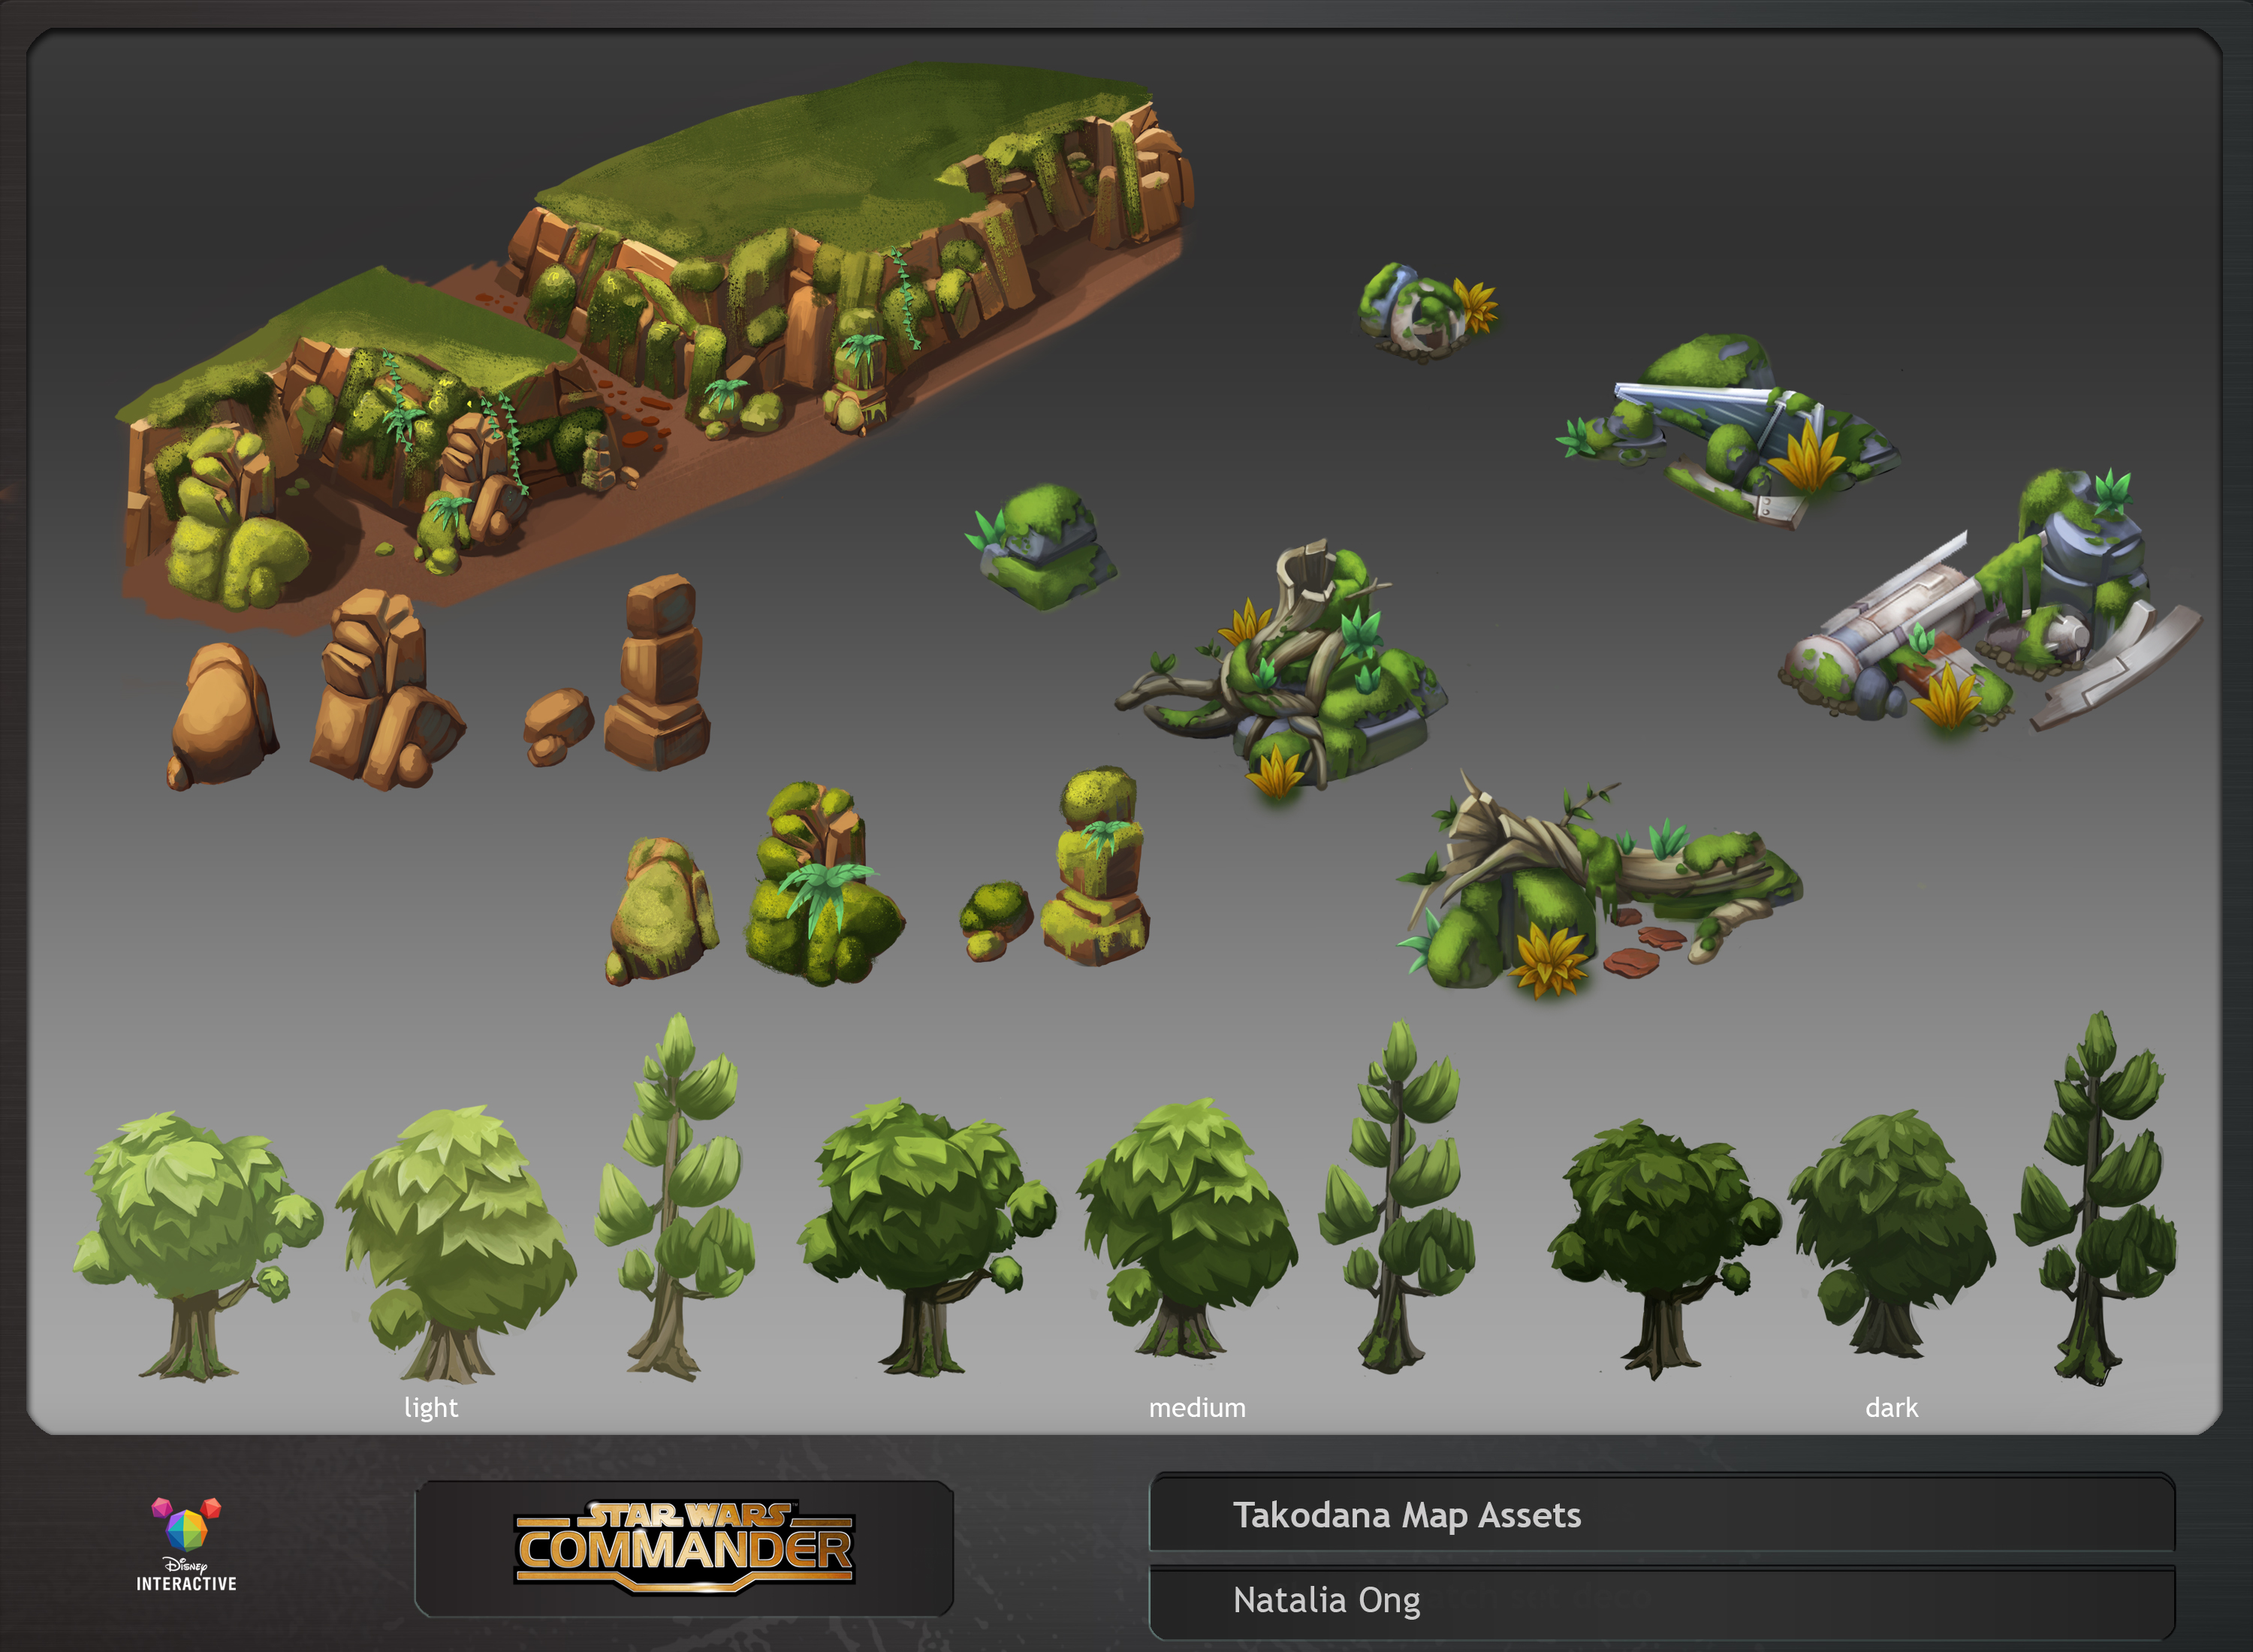 light
medium
dark
Disney
INTERACTIVE
STAR WARS
COMMANDER
Takodana Map Assets
Natalia Ong